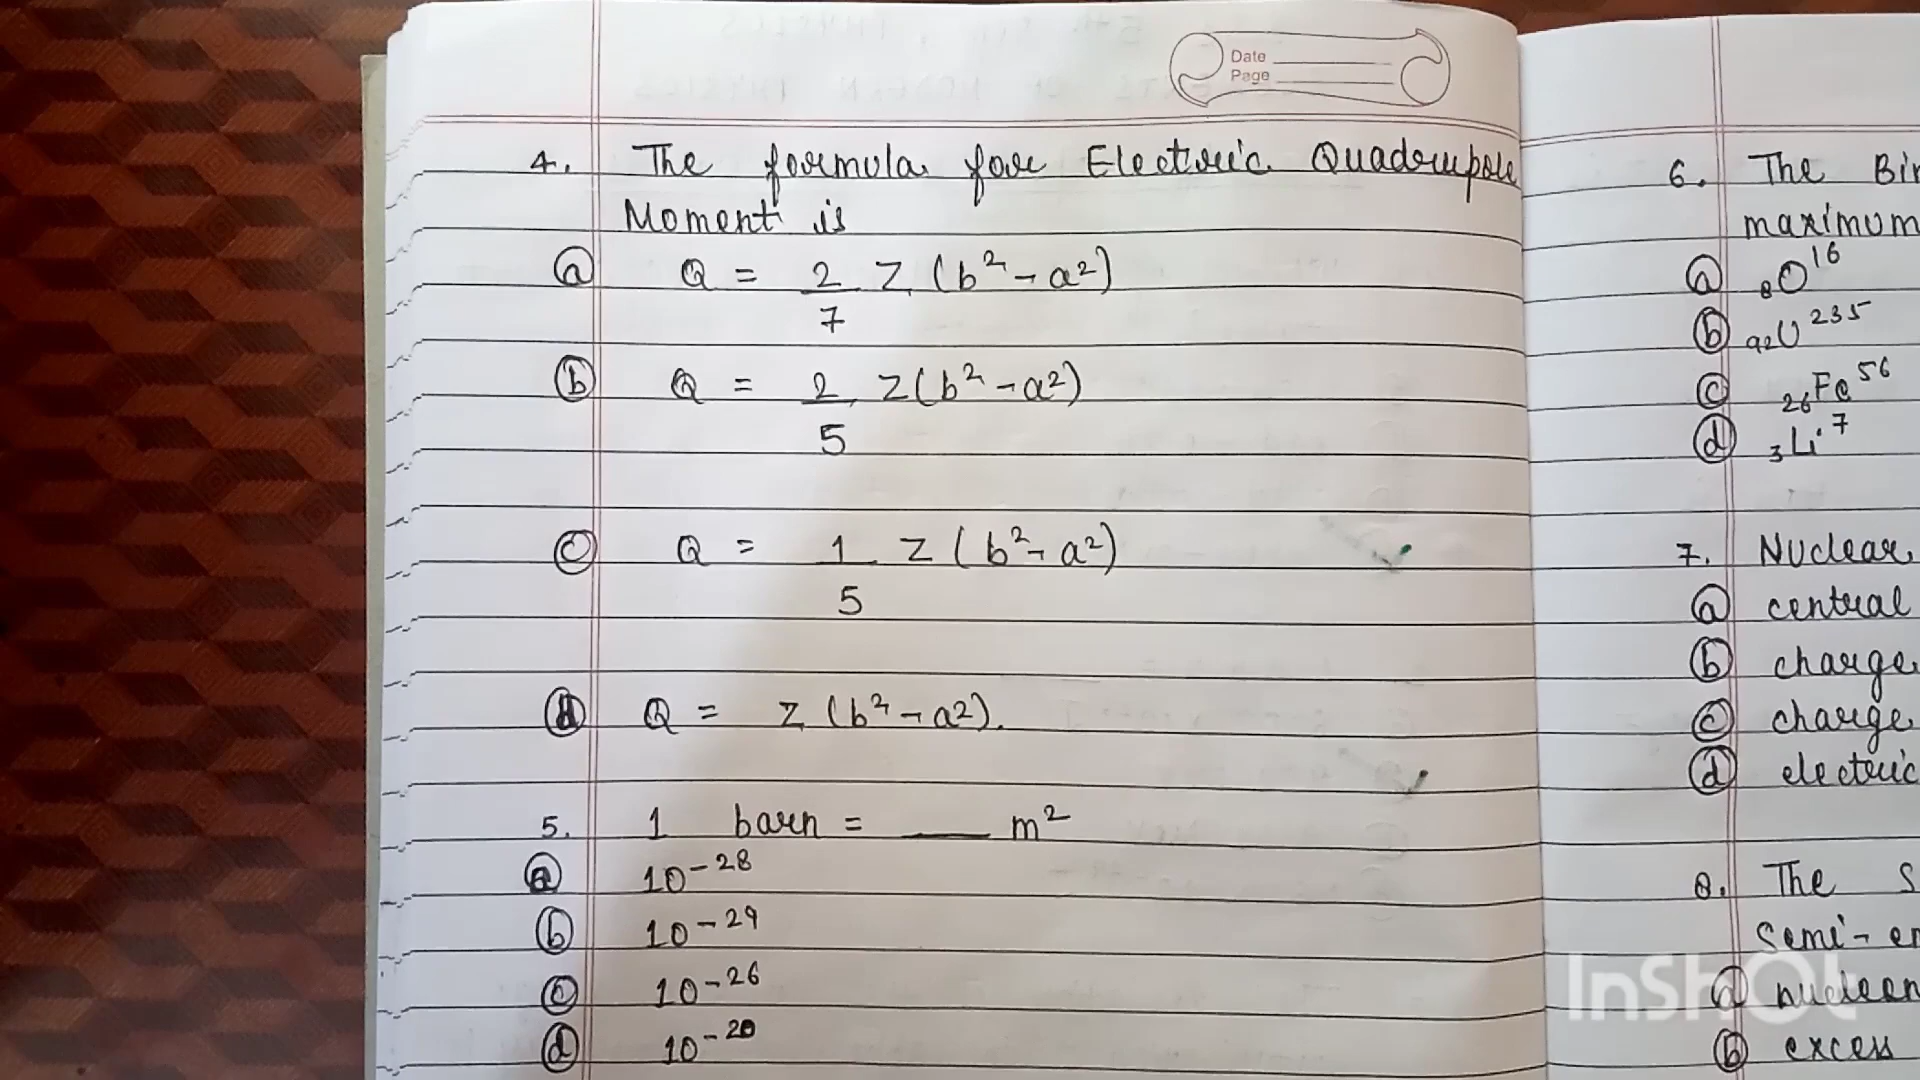 Date
Page
4. The formula for Electric Quadrupole
Moment is
(a) Q = 2/7 Z (b² - a²)
(b) Q = 2/5 Z (b² - a²)
(c) Q = 1/5 Z (b² - a²)
(d) Q = Z (b² - a²).
5. 1 barn = ___ m²
(a) 10⁻²⁸
(b) 10⁻²⁹
(c) 10⁻²⁶
(d) 10⁻²⁰
6. The Bin
maximum
(a) ₈O¹⁶
(b) ₉₂U²³⁵
(c) ₂₆Fe⁵⁶
(d) ₃Li⁷
7. Nuclear
(a) central
(b) charge
(c) charge
(d) electric
8. The S
Semi-em
(a) nucleon
(b) excess
InShOt